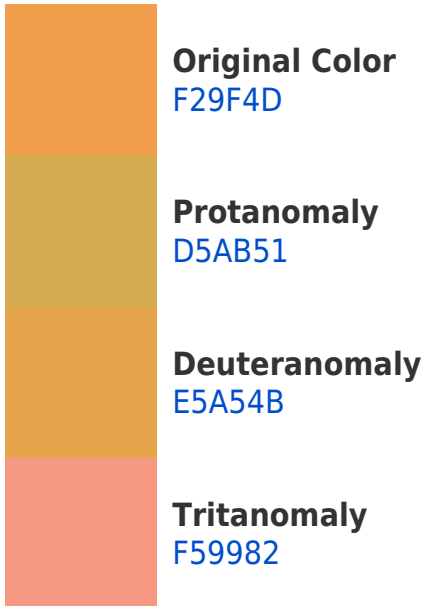 Original Color
F29F4D
Protanomaly
D5AB51
Deuteranomaly
E5A54B
Tritanomaly
F59982